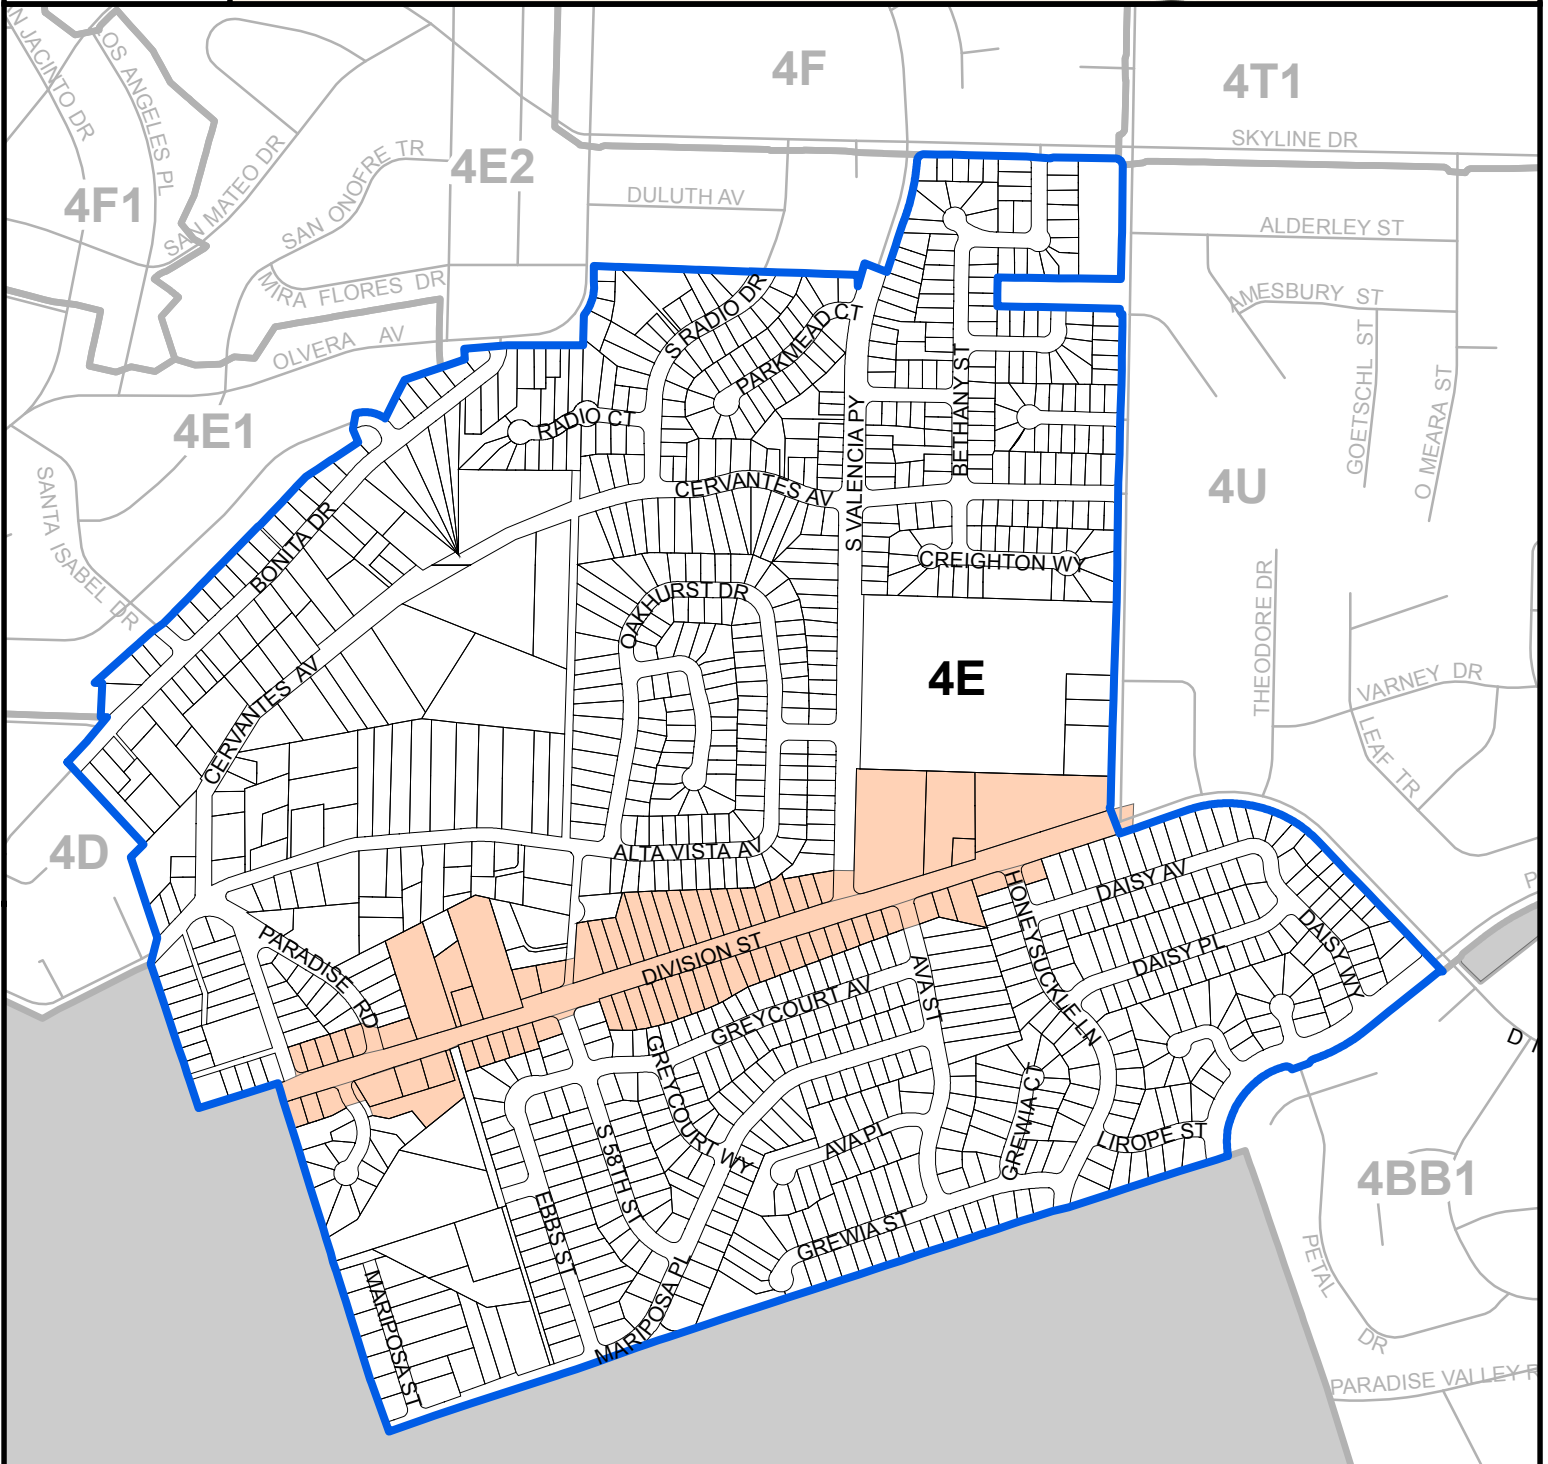 4F
4T1
N JACINTO DR
OS ANGELES PL
SKYLINE DR
4E2
SAN MATEO DR
SAN ONOFRE TR
4F1
DULUTH AV
ALDERLEY ST
MIRA FLORES DR
AMESBURY ST
S RADIO DR
PARKMEAD CT
OLVERA AV
GOETSCHL ST
O MEARA ST
4E1
RADIO CT
S VALENCIA PY
BETHANY ST
CERVANTES AV
4U
SANTA ISABEL DR
BONITA DR
CREIGHTON WY
OAKHURST DR
THEODORE DR
4E
VARNEY DR
CERVANTES AV
LEAF TR
4D
ALTA VISTA AV
DAISY AV
HONEYSUCKLE LN
P
PARADISE RD
DIVISION ST
DAISY PL
DAISY WY
AVA ST
GREYCOURT AV
D I
GREYCOURT WY
GREWIA CT
S 58TH ST
AVA PL
LIROPE ST
4BB1
EBBS ST
GREWIA ST
PETAL
DR
MARIPOSA ST
MARIPOSA PL
PARADISE VALLEY R